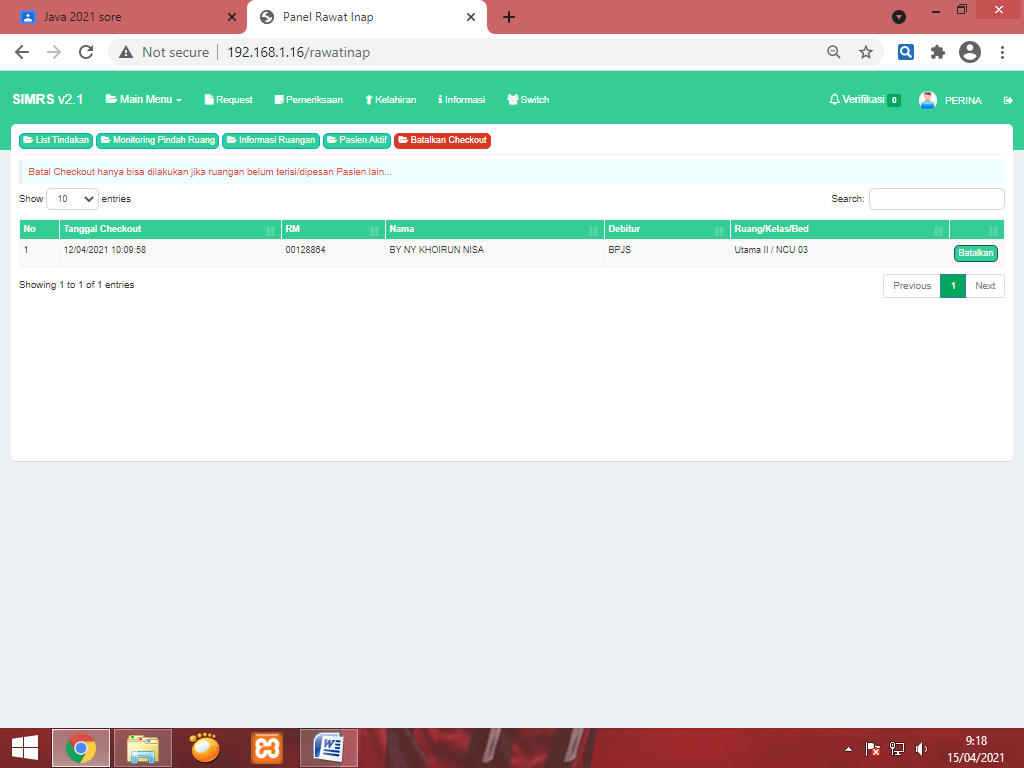 Java 2021 sore
Panel Rawat Inap
Not secure
192.168.1.16/rawatinap
SIMRS v2.1
Main Menu
Request
Pemeriksaan
Kelahiran
Informasi
Switch
Verifikasi 0
PERINA
List Tindakan
Monitoring Pindah Ruang
Informasi Ruangan
Pasien Aktif
Batalkan Checkout
Batal Checkout hanya bisa dilakukan jika ruangan belum terisi/dipesan Pasien lain...
Show 10 entries
Search:
No Tanggal Checkout RM Nama Debitur Ruang/Kelas/Bed
1 12/04/2021 10:09:58 00128864 BY NY KHOIRUN NISA BPJS Utama II / NCU 03 Batalkan
Showing 1 to 1 of 1 entries
Previous 1 Next
9:18
15/04/2021